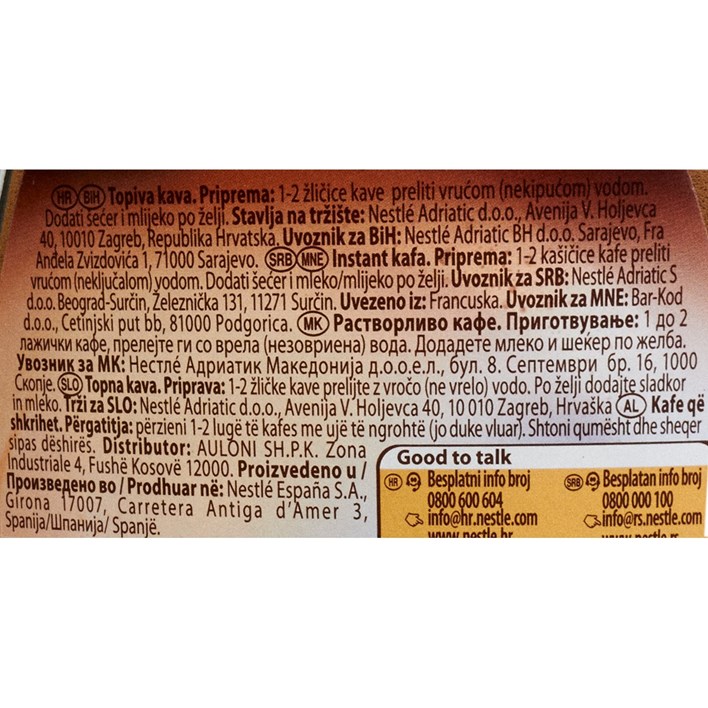 HR BIH Topiva kava. Priprema: 1-2 žličice kave preliti vrućom (nekipućom) vodom.
Dodati šećer i mlijeko po želji. Stavlja na tržište: Nestlé Adriatic d.o.o., Avenija V. Holjevca
40, 10010 Zagreb, Republika Hrvatska. Uvoznik za BiH: Nestlé Adriatic BH d.o.o. Sarajevo, Fra
Anđela Zvizdovića 1, 71000 Sarajevo. SRB MNE Instant kafa. Priprema: 1-2 kašičice kafe preliti
vrućom (neključalom) vodom. Dodati šećer i mleko/mlijeko po želji. Uvoznik za SRB: Nestlé Adriatic S
d.o.o. Beograd-Surčin, Železnička 131, 11271 Surčin. Uvezeno iz: Francuska. Uvoznik za MNE: Bar-Kod
d.o.o., Cetinjski put bb, 81000 Podgorica. MK Растворливо кафе. Приготвување: 1 до 2
лажички кафе, прелејте ги со врела (незовриена) вода. Додадете млеко и шеќер по желба.
Увозник за МК: Нестлé Адриатик Македонија д.о.о.е.л., бул. 8. Септември бр. 16, 1000
Скопје. SLO Topna kava. Priprava: 1-2 žličke kave prelijte z vročo (ne vrelo) vodo. Po želji dodajte sladkor
in mleko. Trži za SLO: Nestlé Adriatic d.o.o., Avenija V. Holjevca 40, 10 010 Zagreb, Hrvaška AL Kafe që
shkrihet. Përgatitja: përzieni 1-2 lugë të kafes me ujë të ngrohtë (jo duke vluar). Shtoni qumësht dhe sheqer
sipas dëshirës. Distributor: AULONI SH.P.K. Zona
Industriale 4, Fushë Kosovë 12000. Proizvedeno u /
Произведено во / Prodhuar në: Nestlé España S.A.,
Girona 17007, Carretera Antiga d'Amer 3,
Spanija/Шпанија/ Spanjë.
Good to talk
HR Besplatni info broj
0800 600 604
info@hr.nestle.com
www.nestle.hr
SRB Besplatan info broj
0800 000 100
info@rs.nestle.com
www.nestle.rs